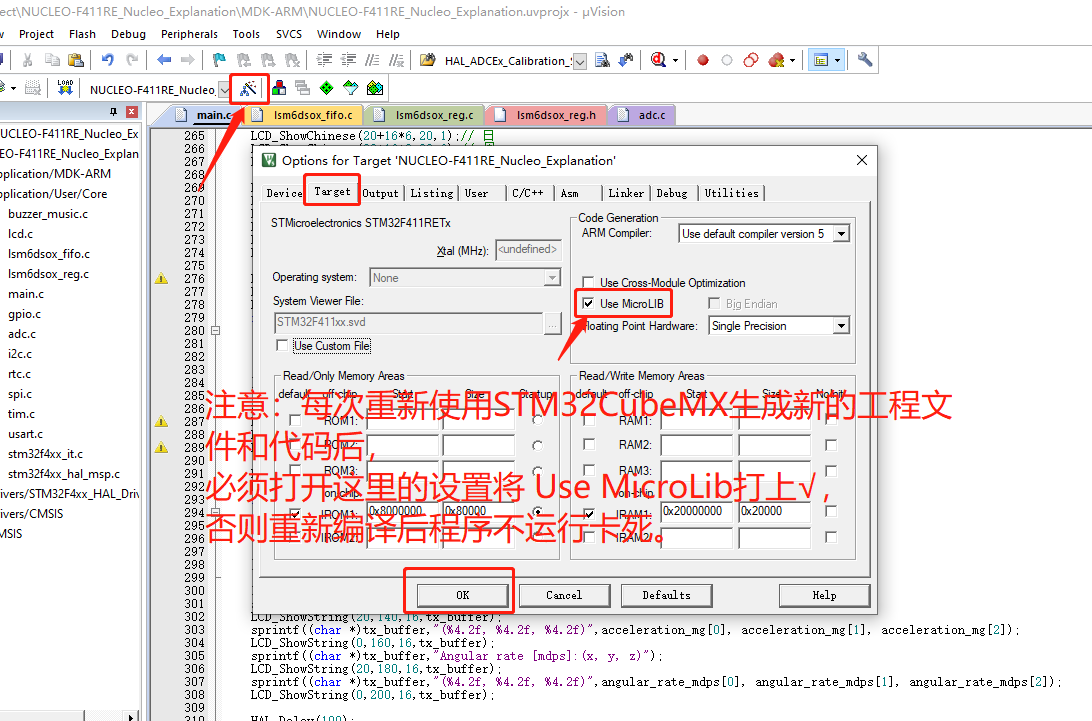 ect\NUCLEO-F411RE_Nucleo_Explanation\MDK-ARM\NUCLEO-F411RE_Nucleo_Explanation.uvprojx - µVision
Project Flash Debug Peripherals Tools SVCS Window Help
HAL_ADCEx_Calibration_
LOAD
NUCLEO-F411RE_Nucleo_
main.c lsm6dsox_fifo.c lsm6dsox_reg.c lsm6dsox_reg.h adc.c
UCLEO-F411RE_Nucleo_Ex
EO-F411RE_Nucleo_Explan
pplication/MDK-ARM
pplication/User/Core
buzzer_music.c
lcd.c
lsm6dsox_fifo.c
lsm6dsox_reg.c
main.c
gpio.c
adc.c
i2c.c
rtc.c
spi.c
tim.c
usart.c
stm32f4xx_it.c
stm32f4xx_hal_msp.c
rivers/STM32F4xx_HAL_Driv
rivers/CMSIS
MSIS
265 LCD_ShowChinese(20+16*6,20,1);//
266
267
269
270
271
272
273
274
275
276
278
279
280
281
282
283
284
285
286
287
288
289
290
291
292
293
294
295
296
297
298
299
300
301
302 LCD_ShowString(20,140,16,tx_buffer);
303 sprintf((char *)tx_buffer,"(%4.2f, %4.2f, %4.2f)",acceleration_mg[0], acceleration_mg[1], acceleration_mg[2]);
304 LCD_ShowString(0,160,16,tx_buffer);
305 sprintf((char *)tx_buffer,"Angular rate [mdps]:(x, y, z)");
306 LCD_ShowString(20,180,16,tx_buffer);
307 sprintf((char *)tx_buffer,"(%4.2f, %4.2f, %4.2f)",angular_rate_mdps[0], angular_rate_mdps[1], angular_rate_mdps[2]);
308 LCD_ShowString(0,200,16,tx_buffer);
309
310 HAL_Delay(100);
Options for Target 'NUCLEO-F411RE_Nucleo_Explanation'
Device Target Output Listing User C/C++ Asm Linker Debug Utilities
STMicroelectronics STM32F411RETx
Xtal (MHz): <undefined>
Operating system: None
System Viewer File:
STM32F411xx.svd ...
Use Custom File
Code Generation
ARM Compiler: Use default compiler version 5
Use Cross-Module Optimization
Use MicroLIB Big Endian
Floating Point Hardware: Single Precision
Read/Only Memory Areas
default off-chip Start Size Startup
ROM1:
ROM2:
ROM3:
on-chip
IROM1: 0x8000000 0x80000
IROM2:
Read/Write Memory Areas
default off-chip Start Size NoInit
RAM1:
RAM2:
RAM3:
on-chip
IRAM1: 0x20000000 0x20000
IRAM2:
注意：每次重新使用STM32CubeMX生成新的工程文
件和代码后，
必须打开这里的设置将 Use MicroLib打上√，
否则重新编译后程序不运行卡死。
OK Cancel Defaults Help